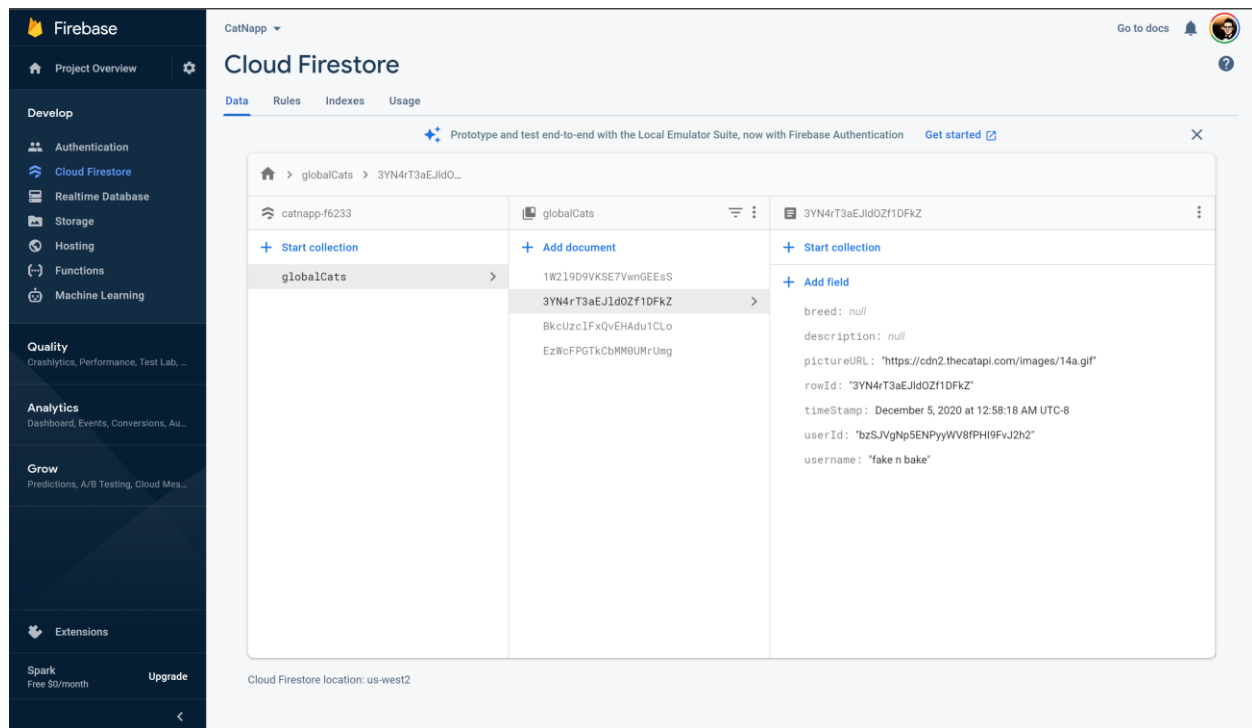 Firebase
Project Overview
Develop
Authentication
Cloud Firestore
Realtime Database
Storage
Hosting
Functions
Machine Learning
Quality
Crashlytics, Performance, Test Lab, ...
Analytics
Dashboard, Events, Conversions, Au...
Grow
Predictions, A/B Testing, Cloud Mes...
Extensions
Spark
Free $0/month
Upgrade
CatNapp
Go to docs
Cloud Firestore
Data Rules Indexes Usage
Prototype and test end-to-end with the Local Emulator Suite, now with Firebase Authentication Get started
globalCats > 3YN4rT3aEJldO...
catnapp-f6233
Start collection
globalCats
globalCats
Add document
1W2l9D9VKSE7VwnGEEsS
3YN4rT3aEJldOZf1DFkZ
BkcUzclFxQvEHAdu1CLo
EzWcFPGTkCbMM0UMrUmg
3YN4rT3aEJldOZf1DFkZ
Start collection
Add field
breed: null
description: null
pictureURL: "https://cdn2.thecatapi.com/images/14a.gif"
rowId: "3YN4rT3aEJldOZf1DFkZ"
timeStamp: December 5, 2020 at 12:58:18 AM UTC-8
userId: "bzSJVgNp5ENPyyWV8fPHI9FvJ2h2"
username: "fake n bake"
Cloud Firestore location: us-west2